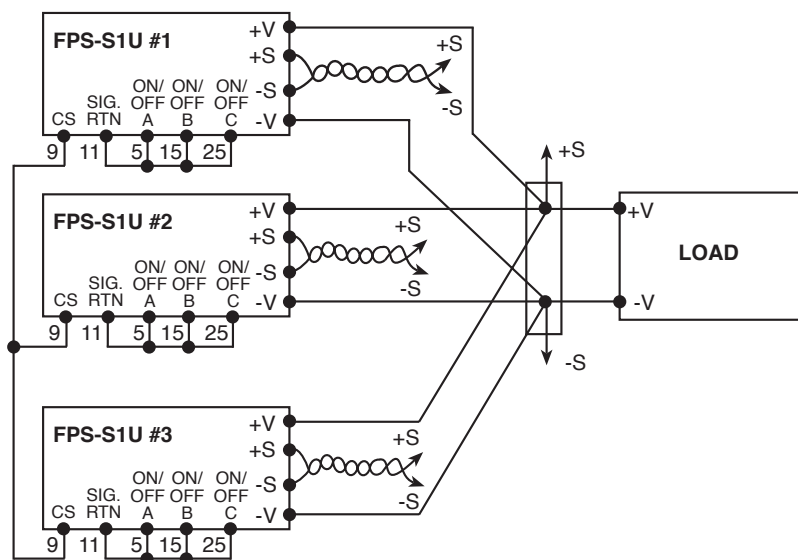 FPS-S1U #1
+V
+S
-S
-V
ON/ ON/ ON/
SIG. OFF OFF OFF
CS RTN A B C
9 11 5 15 25
+S
-S
FPS-S1U #2
+V
+S
-S
-V
ON/ ON/ ON/
SIG. OFF OFF OFF
CS RTN A B C
9 11 5 15 25
+S
-S
FPS-S1U #3
+V
+S
-S
-V
ON/ ON/ ON/
SIG. OFF OFF OFF
CS RTN A B C
9 11 5 15 25
+S
-S
+S
-S
+V
LOAD
-V